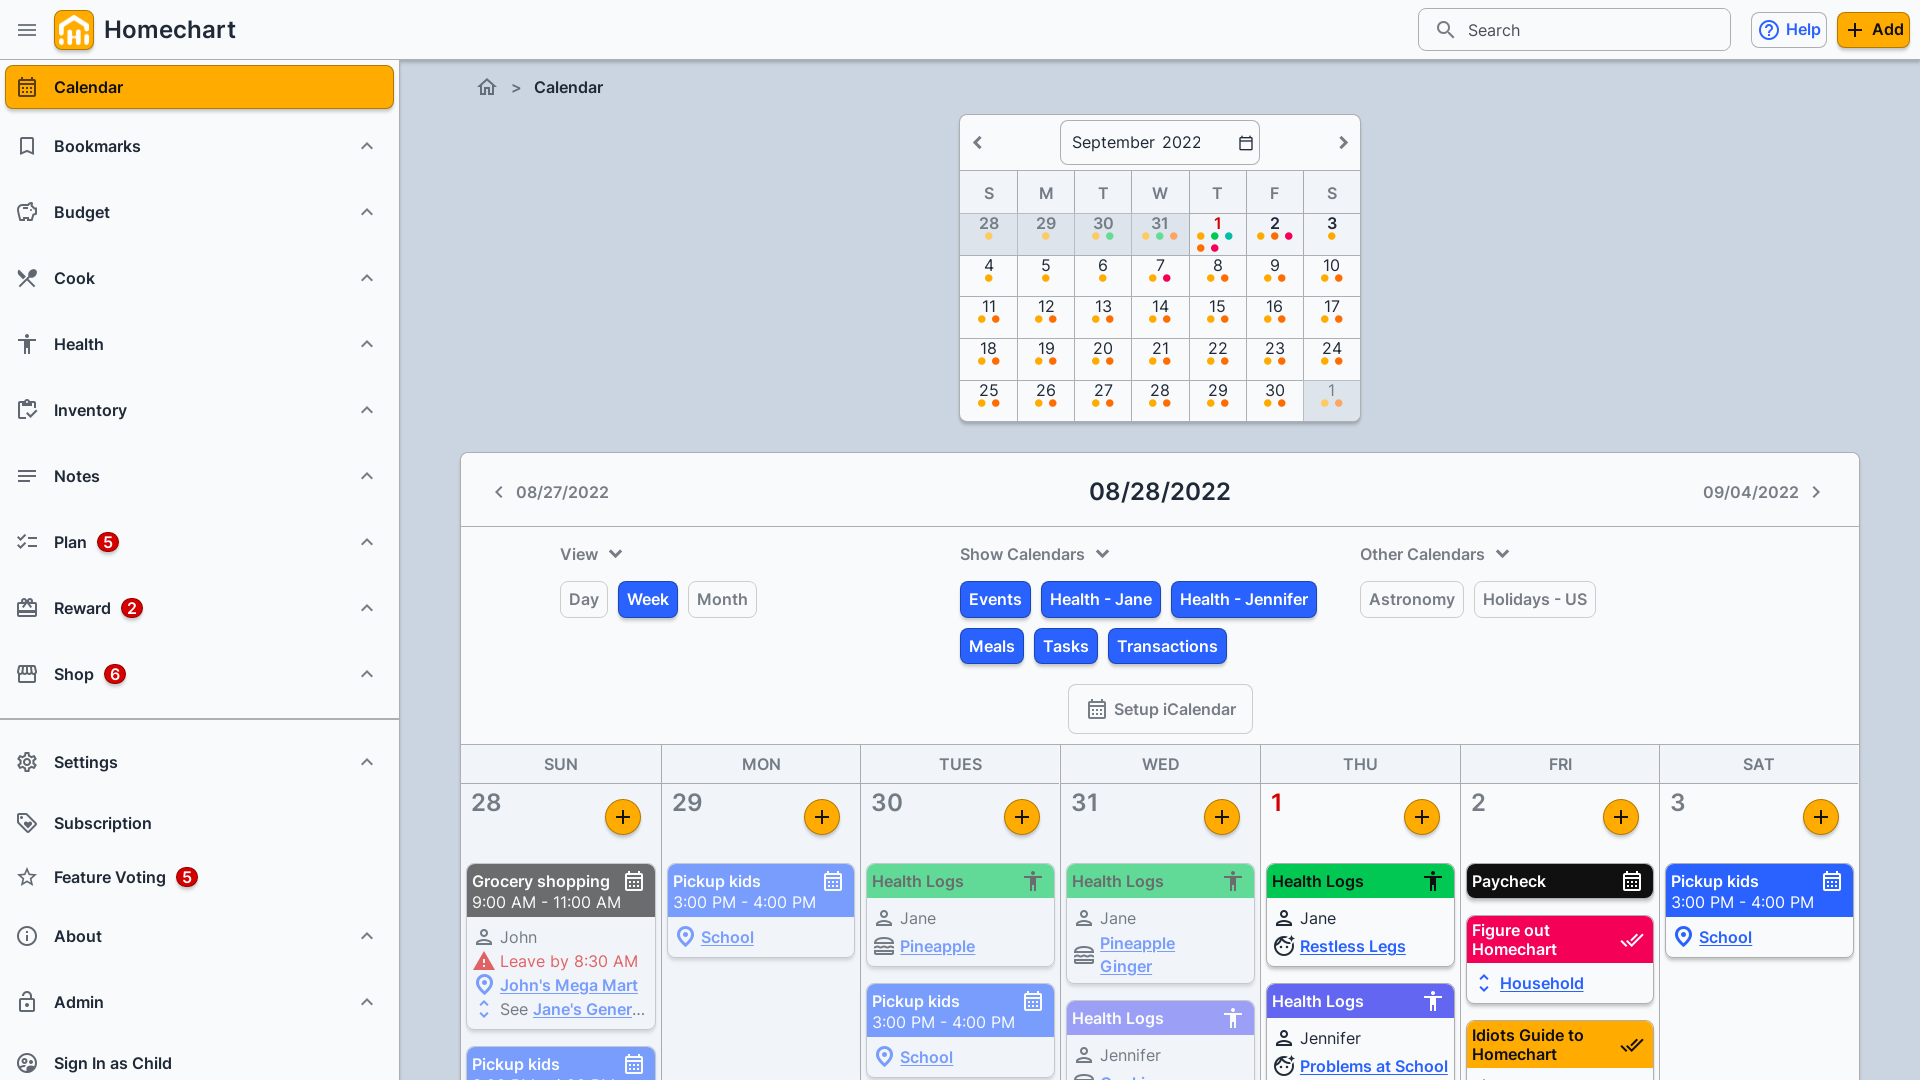 Homechart
Search
Help
Add
Calendar
Bookmarks
Budget
Cook
Health
Inventory
Notes
Plan 5
Reward 2
Shop 6
Settings
Subscription
Feature Voting 5
About
Admin
Sign In as Child
> Calendar
September 2022
S M T W T F S
28 29 30 31 1 2 3
4 5 6 7 8 9 10
11 12 13 14 15 16 17
18 19 20 21 22 23 24
25 26 27 28 29 30 1
08/27/2022
08/28/2022
09/04/2022
View
Day Week Month
Show Calendars
Events Health - Jane Health - Jennifer
Meals Tasks Transactions
Other Calendars
Astronomy Holidays - US
Setup iCalendar
SUN MON TUES WED THU FRI SAT
28
Grocery shopping
9:00 AM - 11:00 AM
John
Leave by 8:30 AM
John's Mega Mart
See Jane's Gener...
Pickup kids
29
Pickup kids
3:00 PM - 4:00 PM
School
30
Health Logs
Jane
Pineapple
Pickup kids
3:00 PM - 4:00 PM
School
31
Health Logs
Jane
Pineapple
Ginger
Health Logs
Jennifer
1
Health Logs
Jane
Restless Legs
Health Logs
Jennifer
Problems at School
2
Paycheck
Figure out
Homechart
Household
Idiots Guide to
Homechart
3
Pickup kids
3:00 PM - 4:00 PM
School